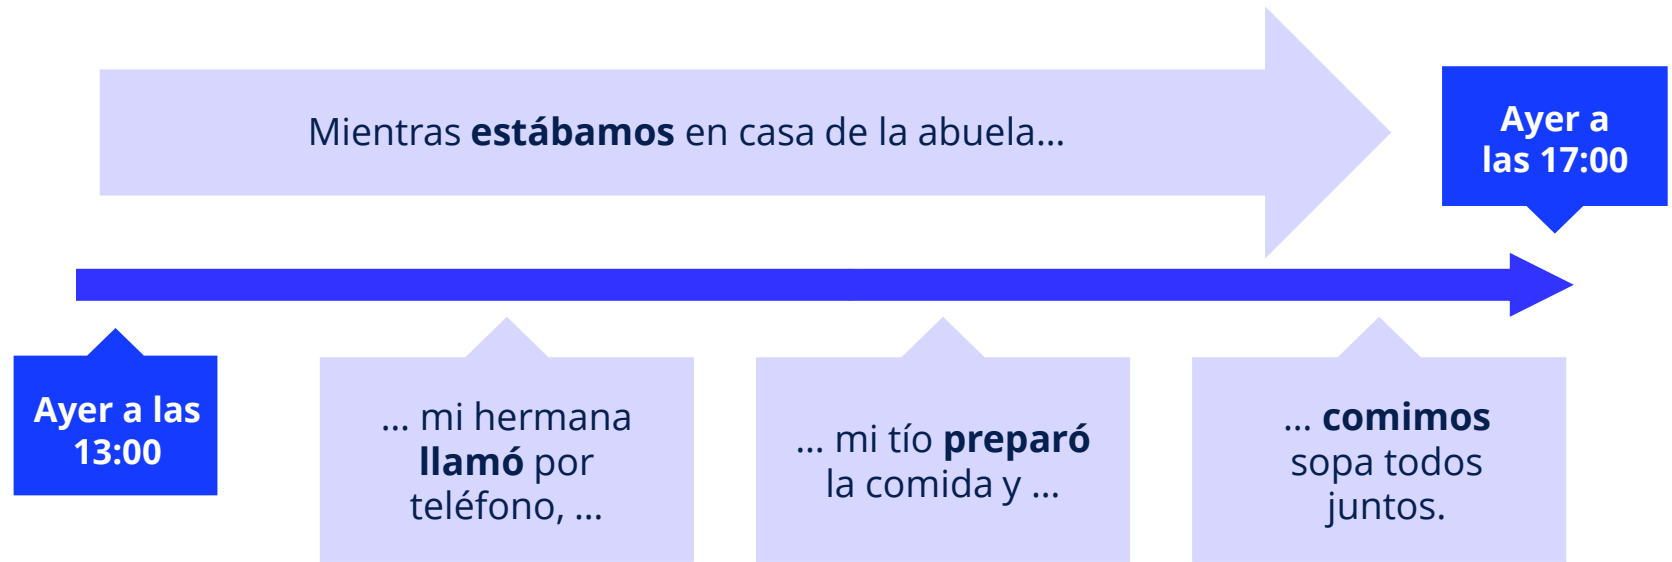 Mientras estábamos en casa de la abuela...
Ayer a
las 17:00
Ayer a las
13:00
... mi hermana
llamó por
teléfono, ...
... mi tío preparó
la comida y ...
... comimos
sopa todos
juntos.